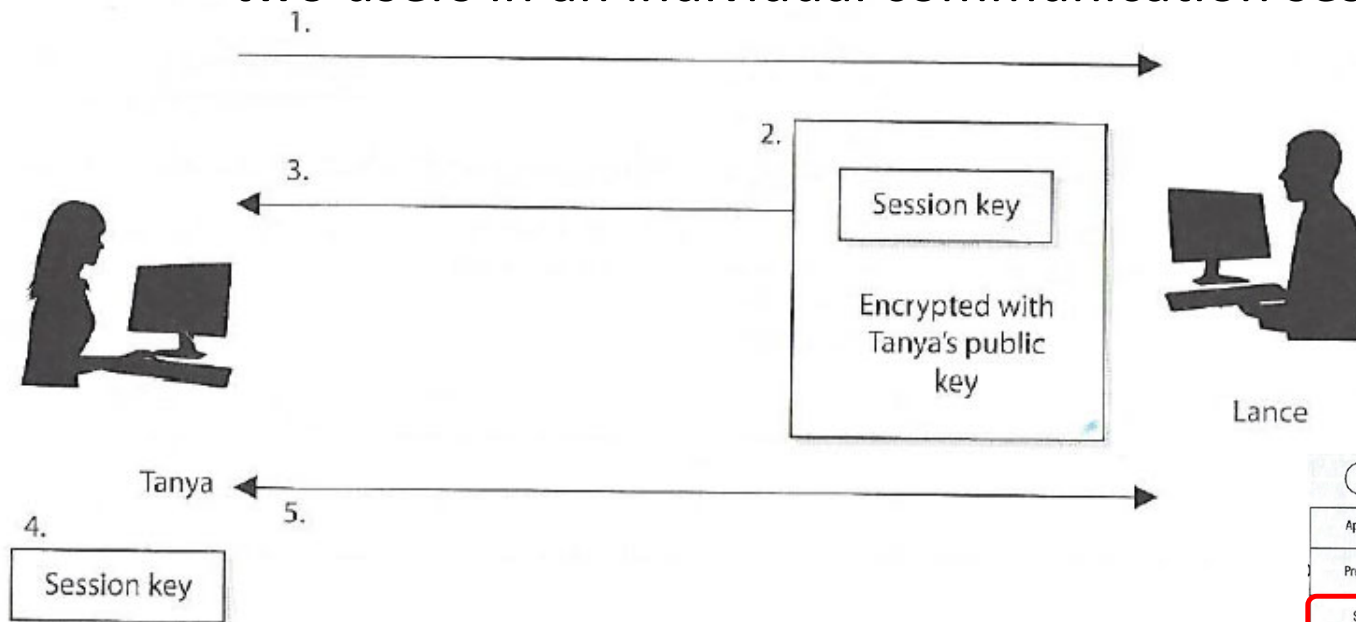 1.
2.
3.
Session key
Encrypted with
Tanya's public
key
Lance
Tanya
5.
4.
Session key